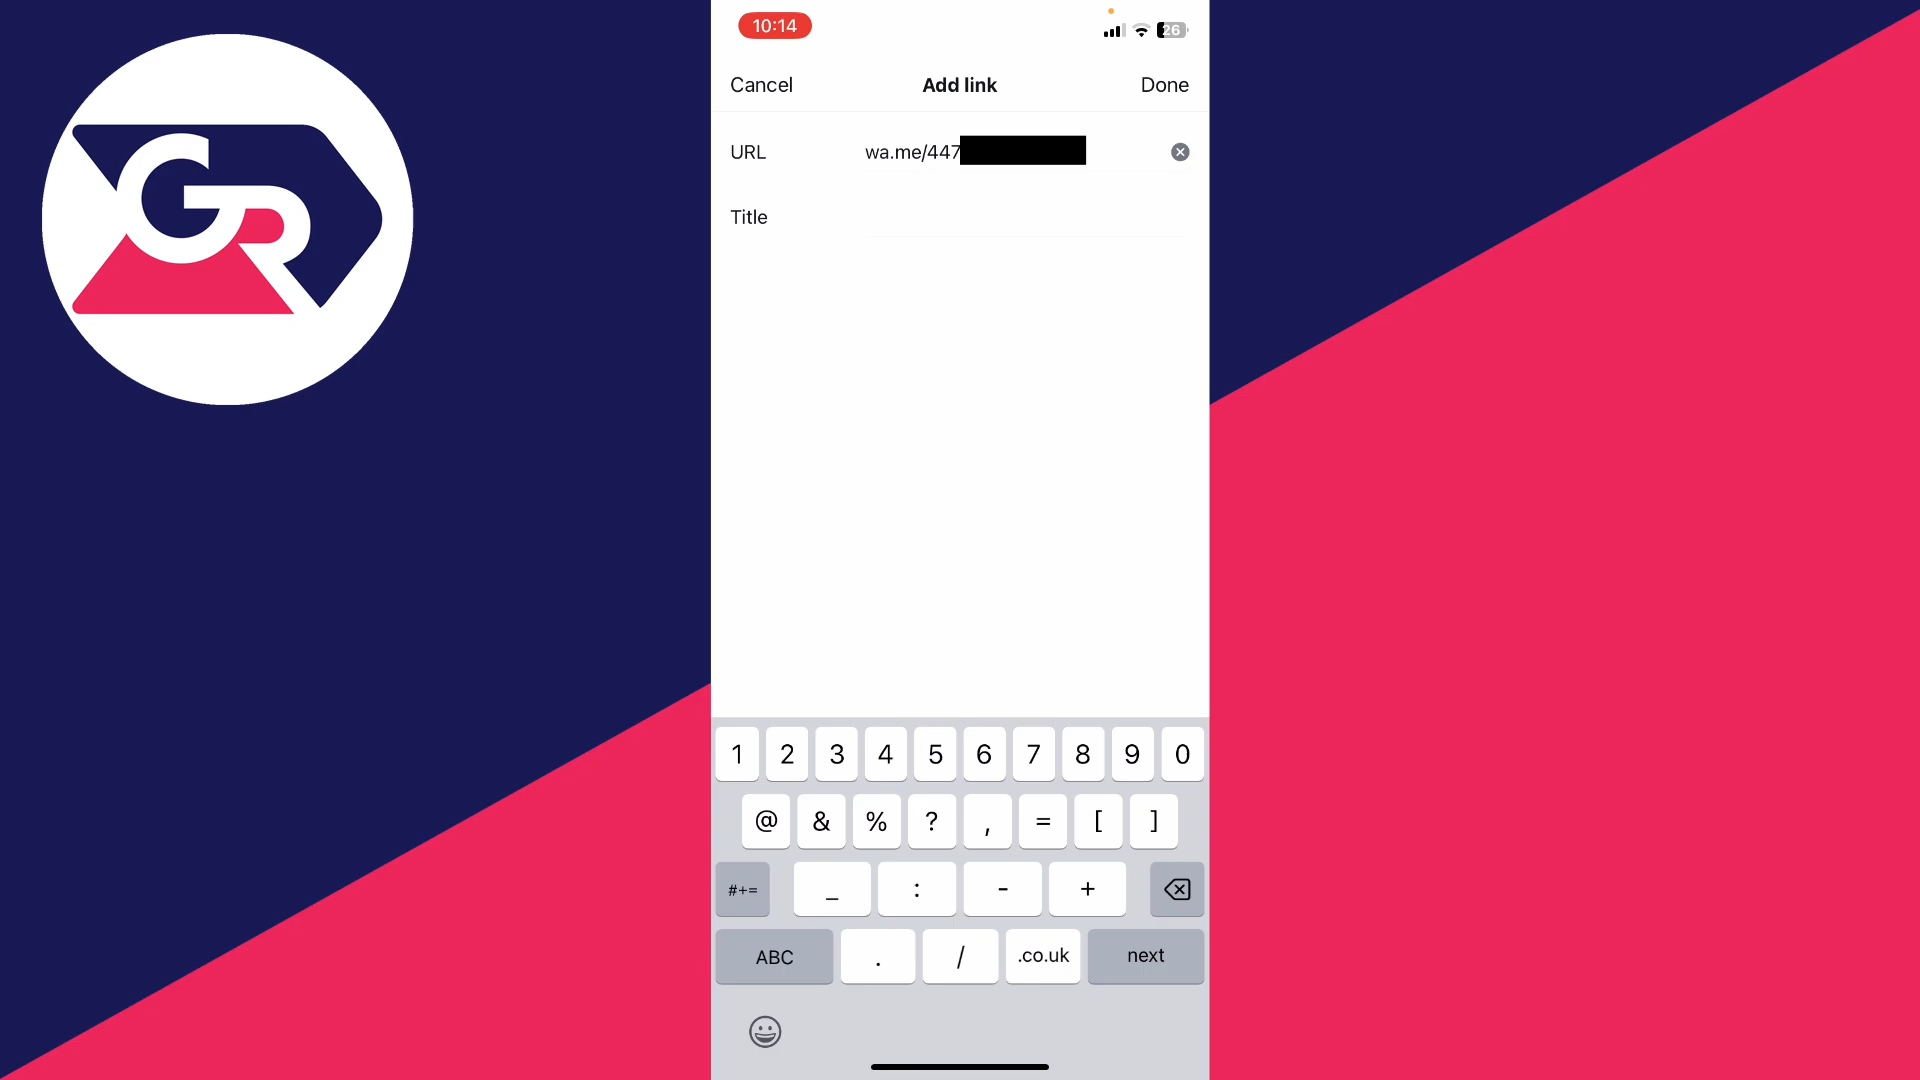 GR
10:14
26
Cancel
Add link
Done
URL
wa.me/447
Title
1 2 3 4 5 6 7 8 9 0
@ & % ? , = [ ]
#+= _ : - +
ABC . / .co.uk next